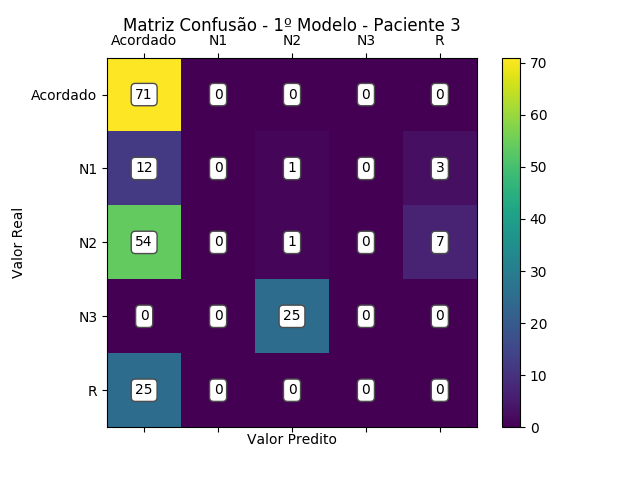 Matriz Confusão - 1º Modelo - Paciente 3
Acordado N1 N2 N3 R
Acordado 71 0 0 0 0
N1 12 0 1 0 3
N2 54 0 1 0 7
N3 0 0 25 0 0
R 25 0 0 0 0
Valor Real
Valor Predito
70
60
50
40
30
20
10
0